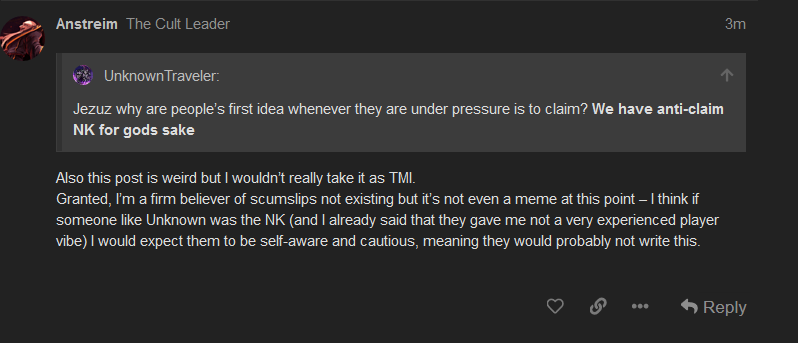 Anstreim The Cult Leader 3m
UnknownTraveler:
Jezuz why are people's first idea whenever they are under pressure is to claim? We have anti-claim
NK for gods sake
Also this post is weird but I wouldn't really take it as TMI.
Granted, I'm a firm believer of scumslips not existing but it's not even a meme at this point – I think if
someone like Unknown was the NK (and I already said that they gave me not a very experienced player
vibe) I would expect them to be self-aware and cautious, meaning they would probably not write this.
Reply